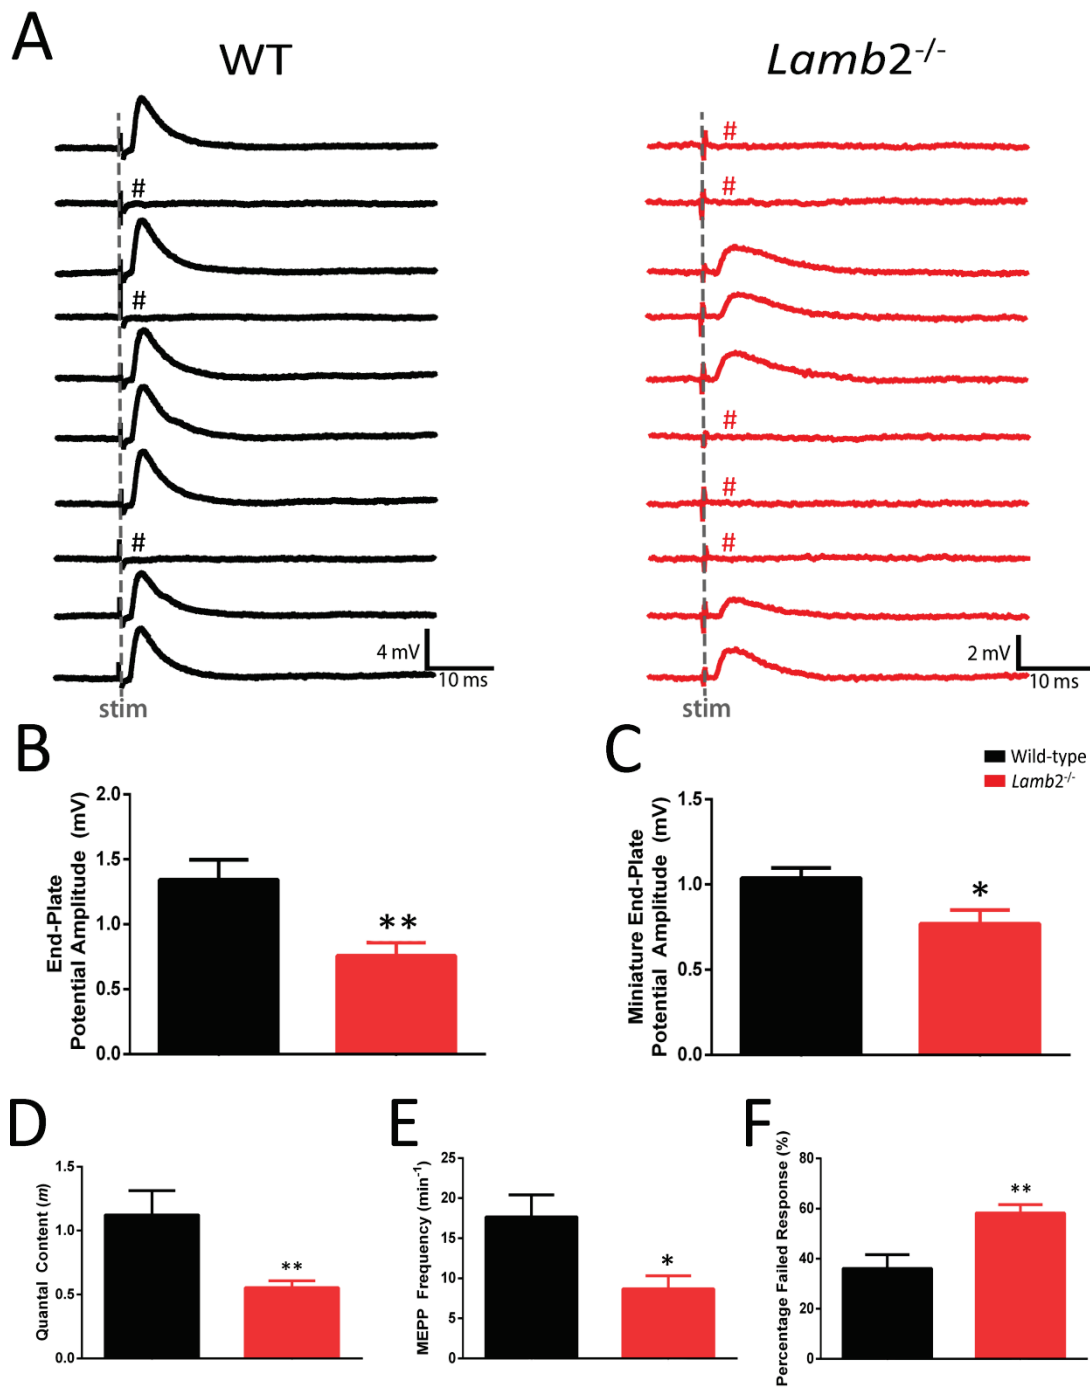 A
WT
Lamb2-/-
#
#
#
#
#
#
#
#
4 mV
10 ms
stim
2 mV
10 ms
stim
B
End-Plate
Potential Amplitude (mV)
2.0
1.5
1.0
0.5
0.0
**
C
Wild-type
Lamb2-/-
Miniature End-Plate
Potential Amplitude (mV)
1.5
1.0
0.5
0.0
*
D
Quantal Content (m)
1.5
1.0
0.5
0.0
**
E
MEPP Frequency (min-1)
25
20
15
10
5
0
*
F
Percentage Failed Response (%)
80
60
40
20
0
**